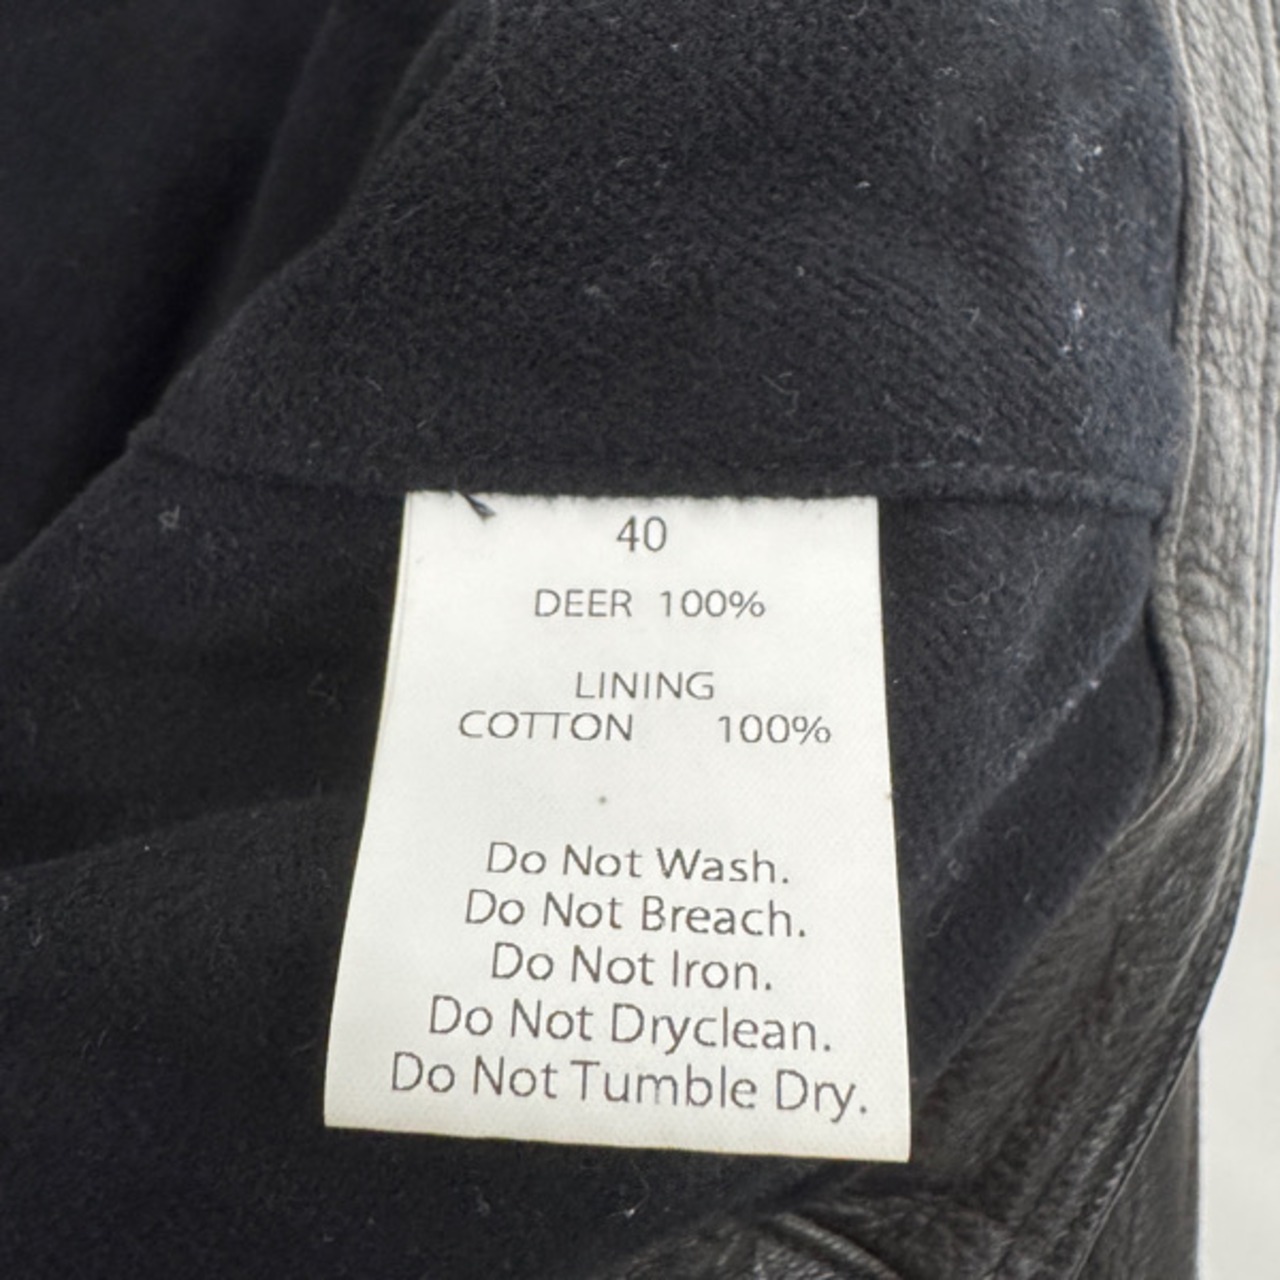 40
DEER 100%
LINING
COTTON 100%
Do Not Wash.
Do Not Breach.
Do Not Iron.
Do Not Dryclean.
Do Not Tumble Dry.